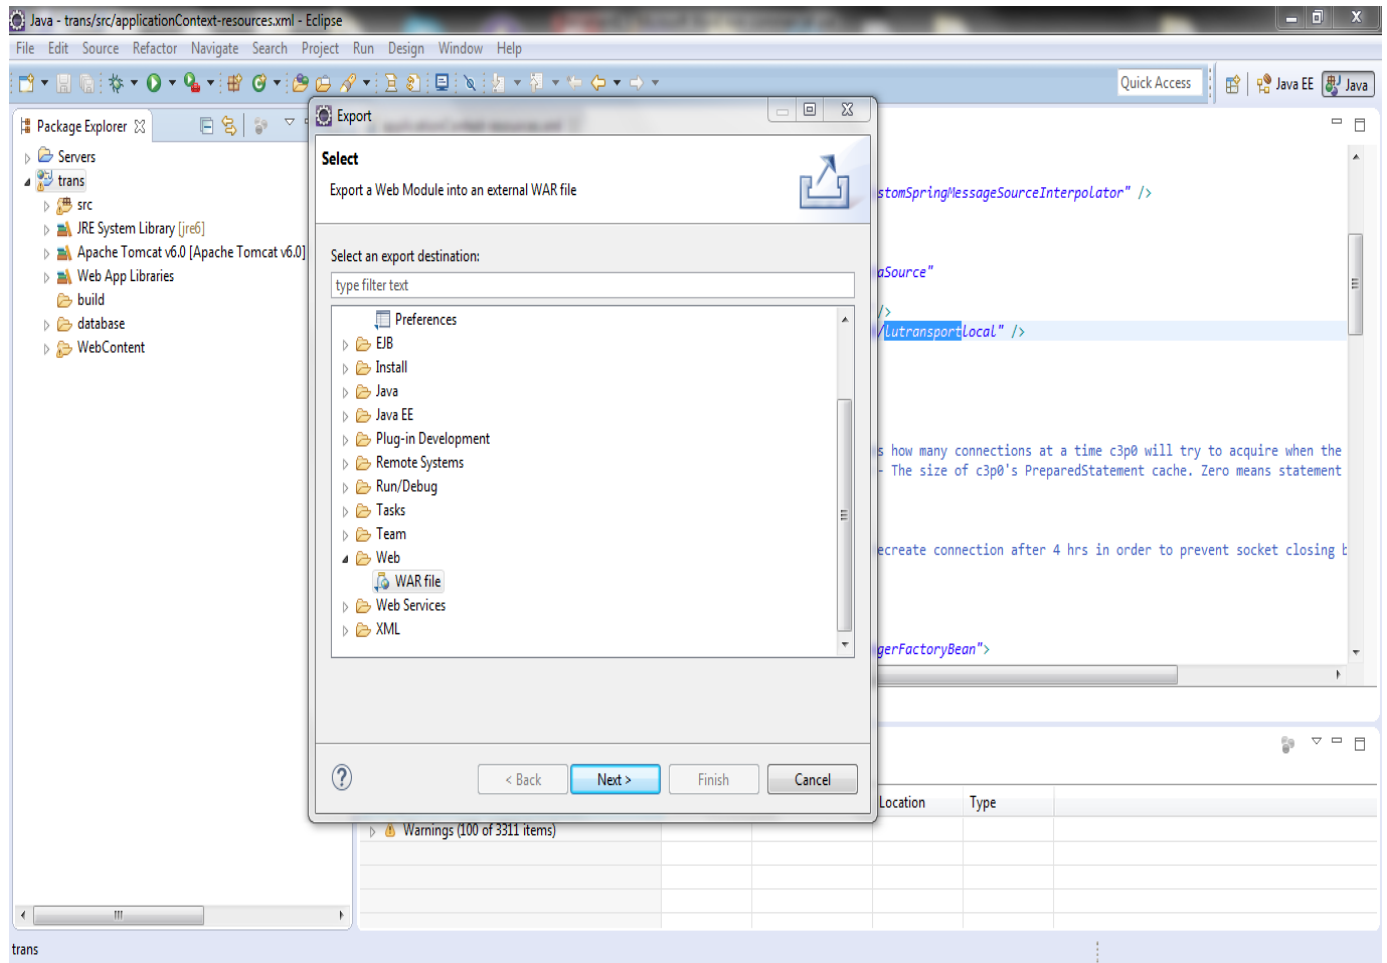 Java - trans/src/applicationContext-resources.xml - Eclipse
File Edit Source Refactor Navigate Search Project Run Design Window Help
Quick Access
Java EE
Java
Package Explorer
Servers
trans
src
JRE System Library [jre6]
Apache Tomcat v6.0 [Apache Tomcat v6.0]
Web App Libraries
build
database
WebContent
Export
Select
Export a Web Module into an external WAR file
Select an export destination:
type filter text
Preferences
EJB
Install
Java
Java EE
Plug-in Development
Remote Systems
Run/Debug
Tasks
Team
Web
WAR file
Web Services
XML
< Back
Next >
Finish
Cancel
stomSpringMessageSourceInterpolator" />
aSource"
/>
/lutransportlocal" />
s how many connections at a time c3p0 will try to acquire when the
- The size of c3p0's PreparedStatement cache. Zero means statement
ecreate connection after 4 hrs in order to prevent socket closing b
gerFactoryBean">
Location Type
Warnings (100 of 3311 items)
trans